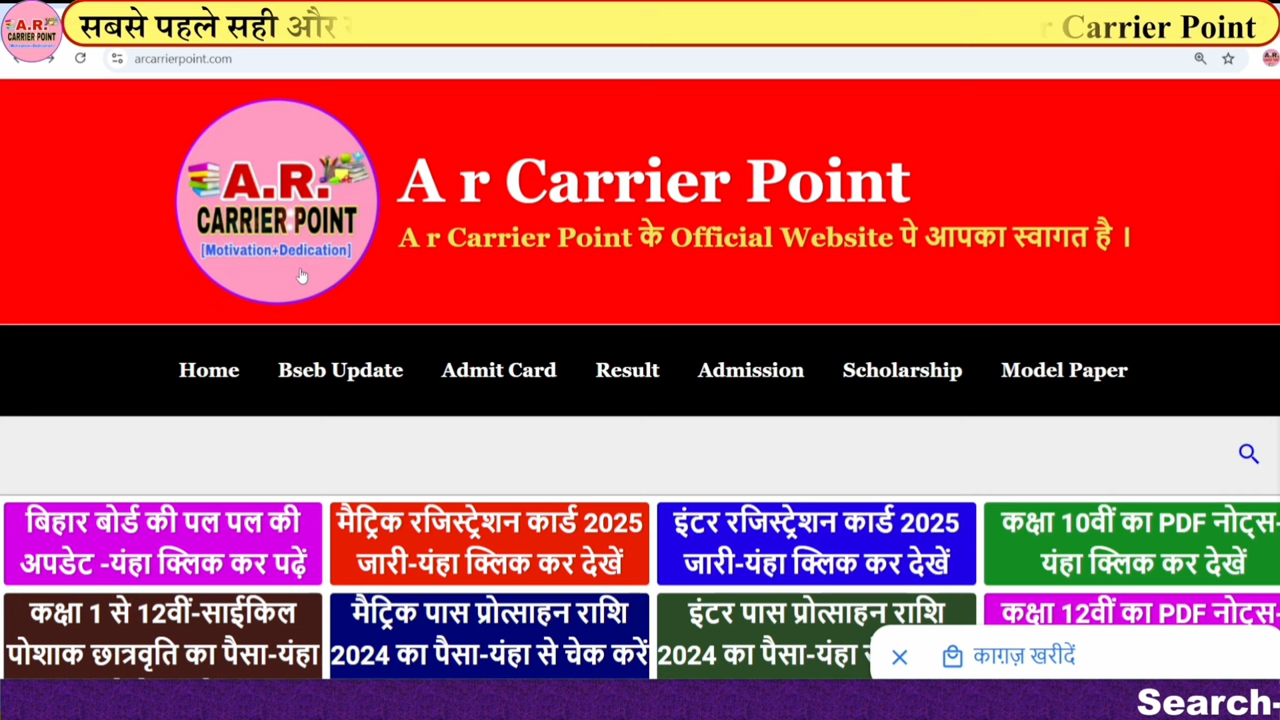 A.R.
CARRIER POINT
सबसे पहले सही और
Carrier Point
arcarrierpoint.com
A.R.
CARRIER POINT
[Motivation+Dedication]
A r Carrier Point
A r Carrier Point के Official Website पे आपका स्वागत है ।
Home Bseb Update Admit Card Result Admission Scholarship Model Paper
बिहार बोर्ड की पल पल की
अपडेट -यंहा क्लिक कर पढ़ें
मैट्रिक रजिस्ट्रेशन कार्ड 2025
जारी-यंहा क्लिक कर देखें
इंटर रजिस्ट्रेशन कार्ड 2025
जारी-यंहा क्लिक कर देखें
कक्षा 10वीं का PDF नोट्स-
यंहा क्लिक कर देखें
कक्षा 1 से 12वीं-साईकिल
पोशाक छात्रवृति का पैसा-यंहा
मैट्रिक पास प्रोत्साहन राशि
2024 का पैसा-यंहा से चेक करें
इंटर पास प्रोत्साहन राशि
2024 का पैसा-यंहा
कक्षा 12वीं का PDF नोट्स-
काग़ज़ खरीदें
Search-